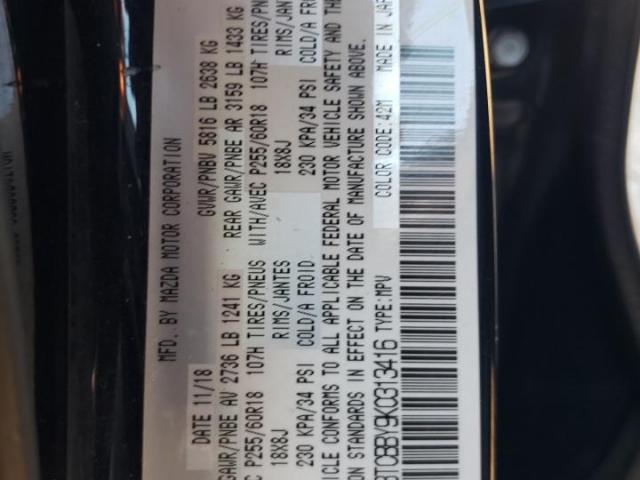 MFD. BY MAZDA MOTOR CORPORATION
DATE 11/18 GVWR/PNBV 5816 LB 2638 KG
GAWR/PNBE AV 2736 LB 1241 KG REAR GAWR/PNBE AR 3159 LB 1433 KG
C P255/60R18 107H TIRES/PNEUS WITH/AVEC P255/60R18 107H TIRES/PN
18X8J RIMS/JANTES 18X8J RIMS/JANTES
230 KPA/34 PSI COLD/A FROID 230 KPA/34 PSI COLD/A FRO
ICLE CONFORMS TO ALL APPLICABLE FEDERAL MOTOR VEHICLE SAFETY AND
ON STANDARDS IN EFFECT ON THE DATE OF MANUFACTURE SHOWN ABOVE.
TYPE:MPV COLOR CODE:42M MADE IN JAP